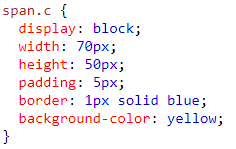 span.c {
  display: block;
  width: 70px;
  height: 50px;
  padding: 5px;
  border: 1px solid blue;
  background-color: yellow;
}